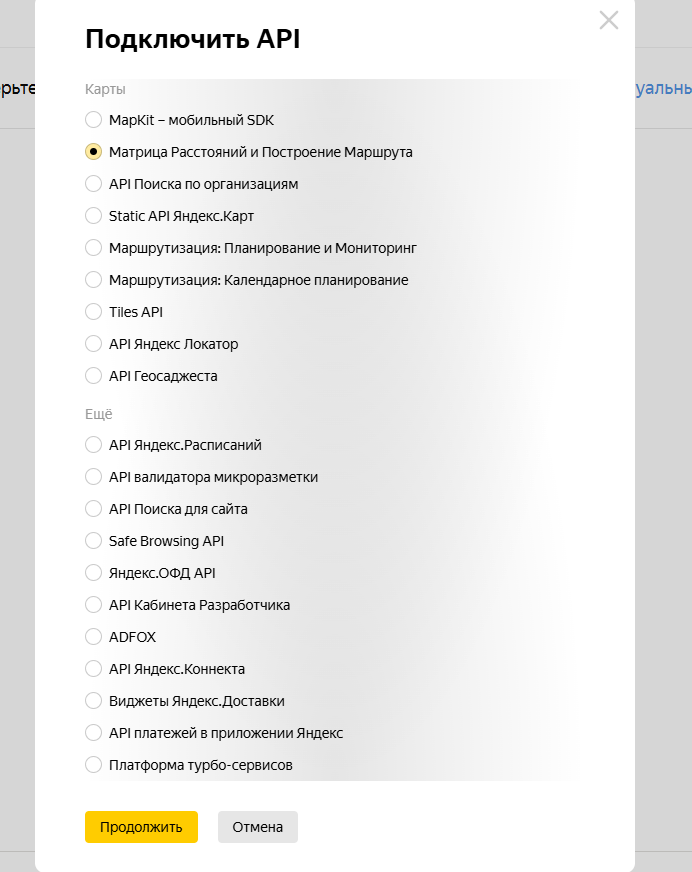 Подключить API
Карты
MapKit – мобильный SDK
Матрица Расстояний и Построение Маршрута
API Поиска по организациям
Static API Яндекс.Карт
Маршрутизация: Планирование и Мониторинг
Маршрутизация: Календарное планирование
Tiles API
API Яндекс Локатор
API Геосаджеста
Ещё
API Яндекс.Расписаний
API валидатора микроразметки
API Поиска для сайта
Safe Browsing API
Яндекс.ОФД API
API Кабинета Разработчика
ADFOX
API Яндекс.Коннекта
Виджеты Яндекс.Доставки
API платежей в приложении Яндекс
Платформа турбо-сервисов
Продолжить
Отмена